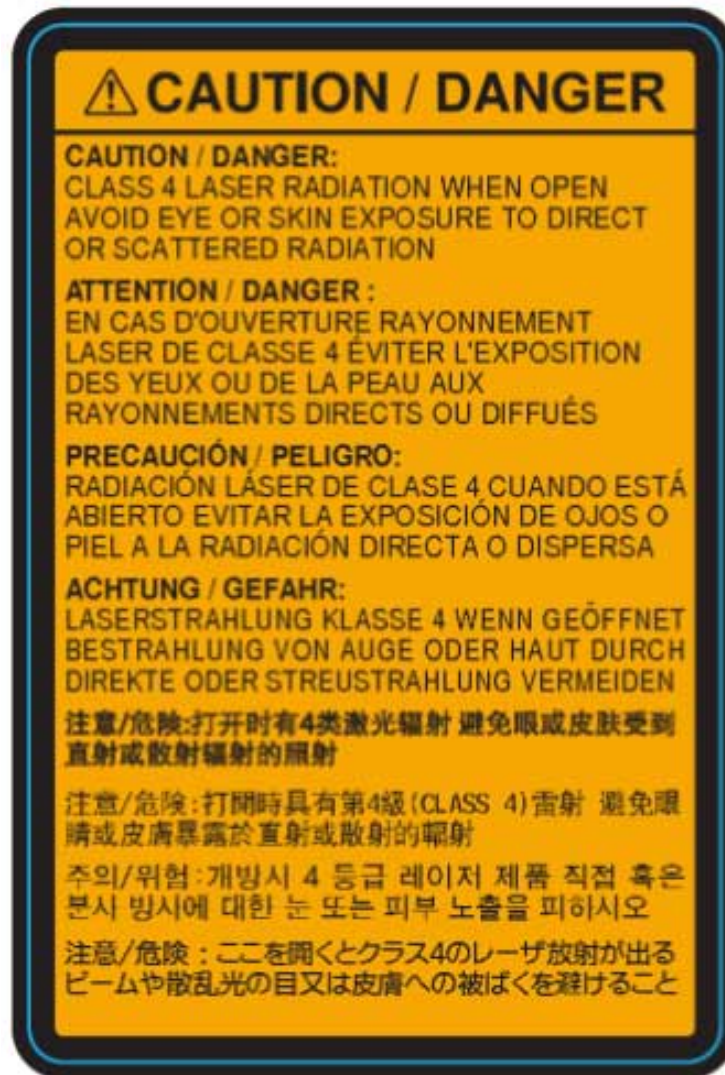 ⚠ CAUTION / DANGER
CAUTION / DANGER:
CLASS 4 LASER RADIATION WHEN OPEN
AVOID EYE OR SKIN EXPOSURE TO DIRECT
OR SCATTERED RADIATION
ATTENTION / DANGER :
EN CAS D'OUVERTURE RAYONNEMENT
LASER DE CLASSE 4 ÉVITER L'EXPOSITION
DES YEUX OU DE LA PEAU AUX
RAYONNEMENTS DIRECTS OU DIFFUÉS
PRECAUCIÓN / PELIGRO:
RADIACIÓN LÁSER DE CLASE 4 CUANDO ESTÁ
ABIERTO EVITAR LA EXPOSICIÓN DE OJOS O
PIEL A LA RADIACIÓN DIRECTA O DISPERSA
ACHTUNG / GEFAHR:
LASERSTRAHLUNG KLASSE 4 WENN GEÖFFNET
BESTRAHLUNG VON AUGE ODER HAUT DURCH
DIREKTE ODER STREUSTRAHLUNG VERMEIDEN
注意/危険:打开时有4类激光辐射 避免眼或皮肤受到
直射或散射辐射的照射
注意/危険:打開時具有第4級(CLASS 4)雷射 避免眼
睛或皮膚暴露於直射或散射的輻射
주의/위험:개방시 4 등급 레이저 제품 직접 혹은
분사 방사에 대한 눈 또는 피부 노출을 피하시오
注意/危険：ここを開くとクラス4のレーザ放射が出る
ビームや散乱光の目又は皮膚への被ばくを避けること